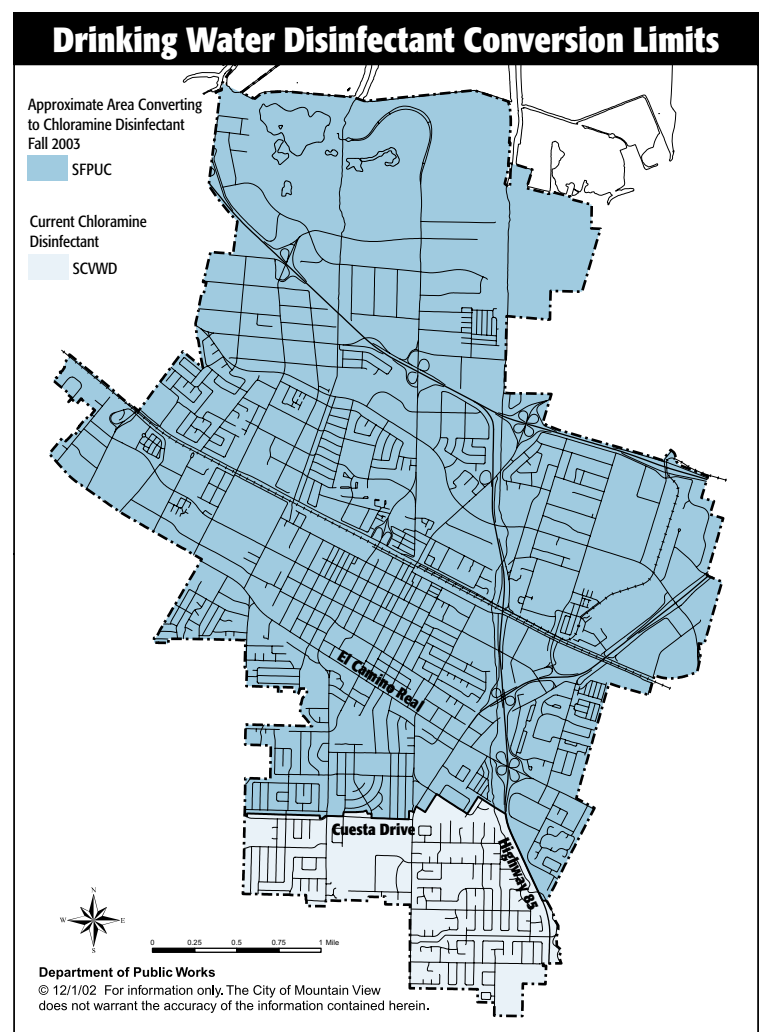 Drinking Water Disinfectant Conversion Limits
Approximate Area Converting
to Chloramine Disinfectant
Fall 2003
SFPUC
Current Chloramine
Disinfectant
SCVWD
El Camino Real
Cuesta Drive
Highway 85
N
W E
S
0 0.25 0.5 0.75 1 Mile
Department of Public Works
© 12/1/02 For information only. The City of Mountain View
does not warrant the accuracy of the information contained herein.